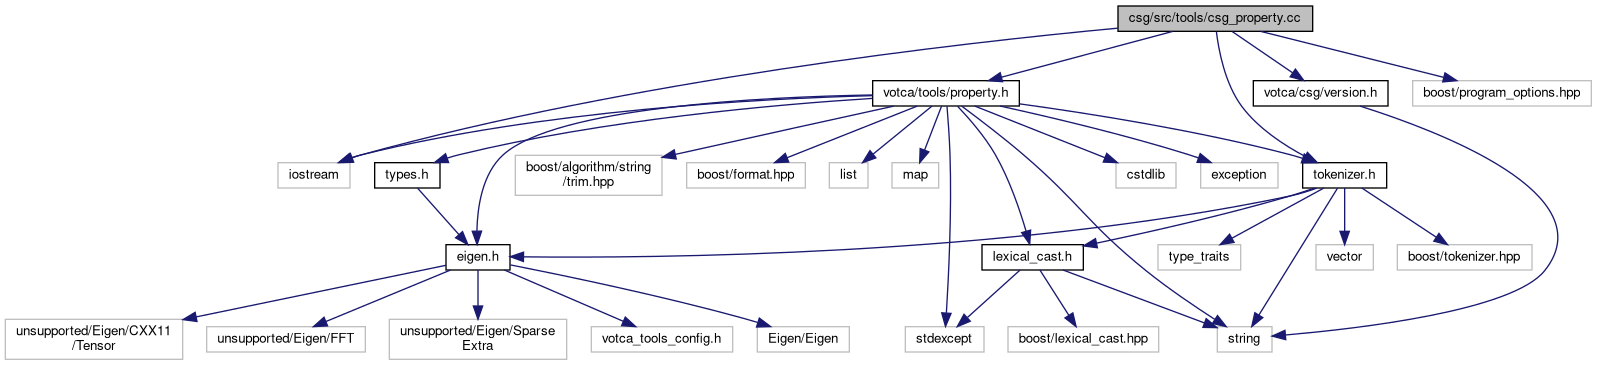 csg/src/tools/csg_property.cc
votca/tools/property.h
votca/csg/version.h
boost/program_options.hpp
iostream
types.h
boost/algorithm/string
/trim.hpp
boost/format.hpp
list
map
cstdlib
exception
tokenizer.h
eigen.h
lexical_cast.h
type_traits
vector
boost/tokenizer.hpp
unsupported/Eigen/CXX11
/Tensor
unsupported/Eigen/FFT
unsupported/Eigen/Sparse
Extra
votca_tools_config.h
Eigen/Eigen
stdexcept
boost/lexical_cast.hpp
string